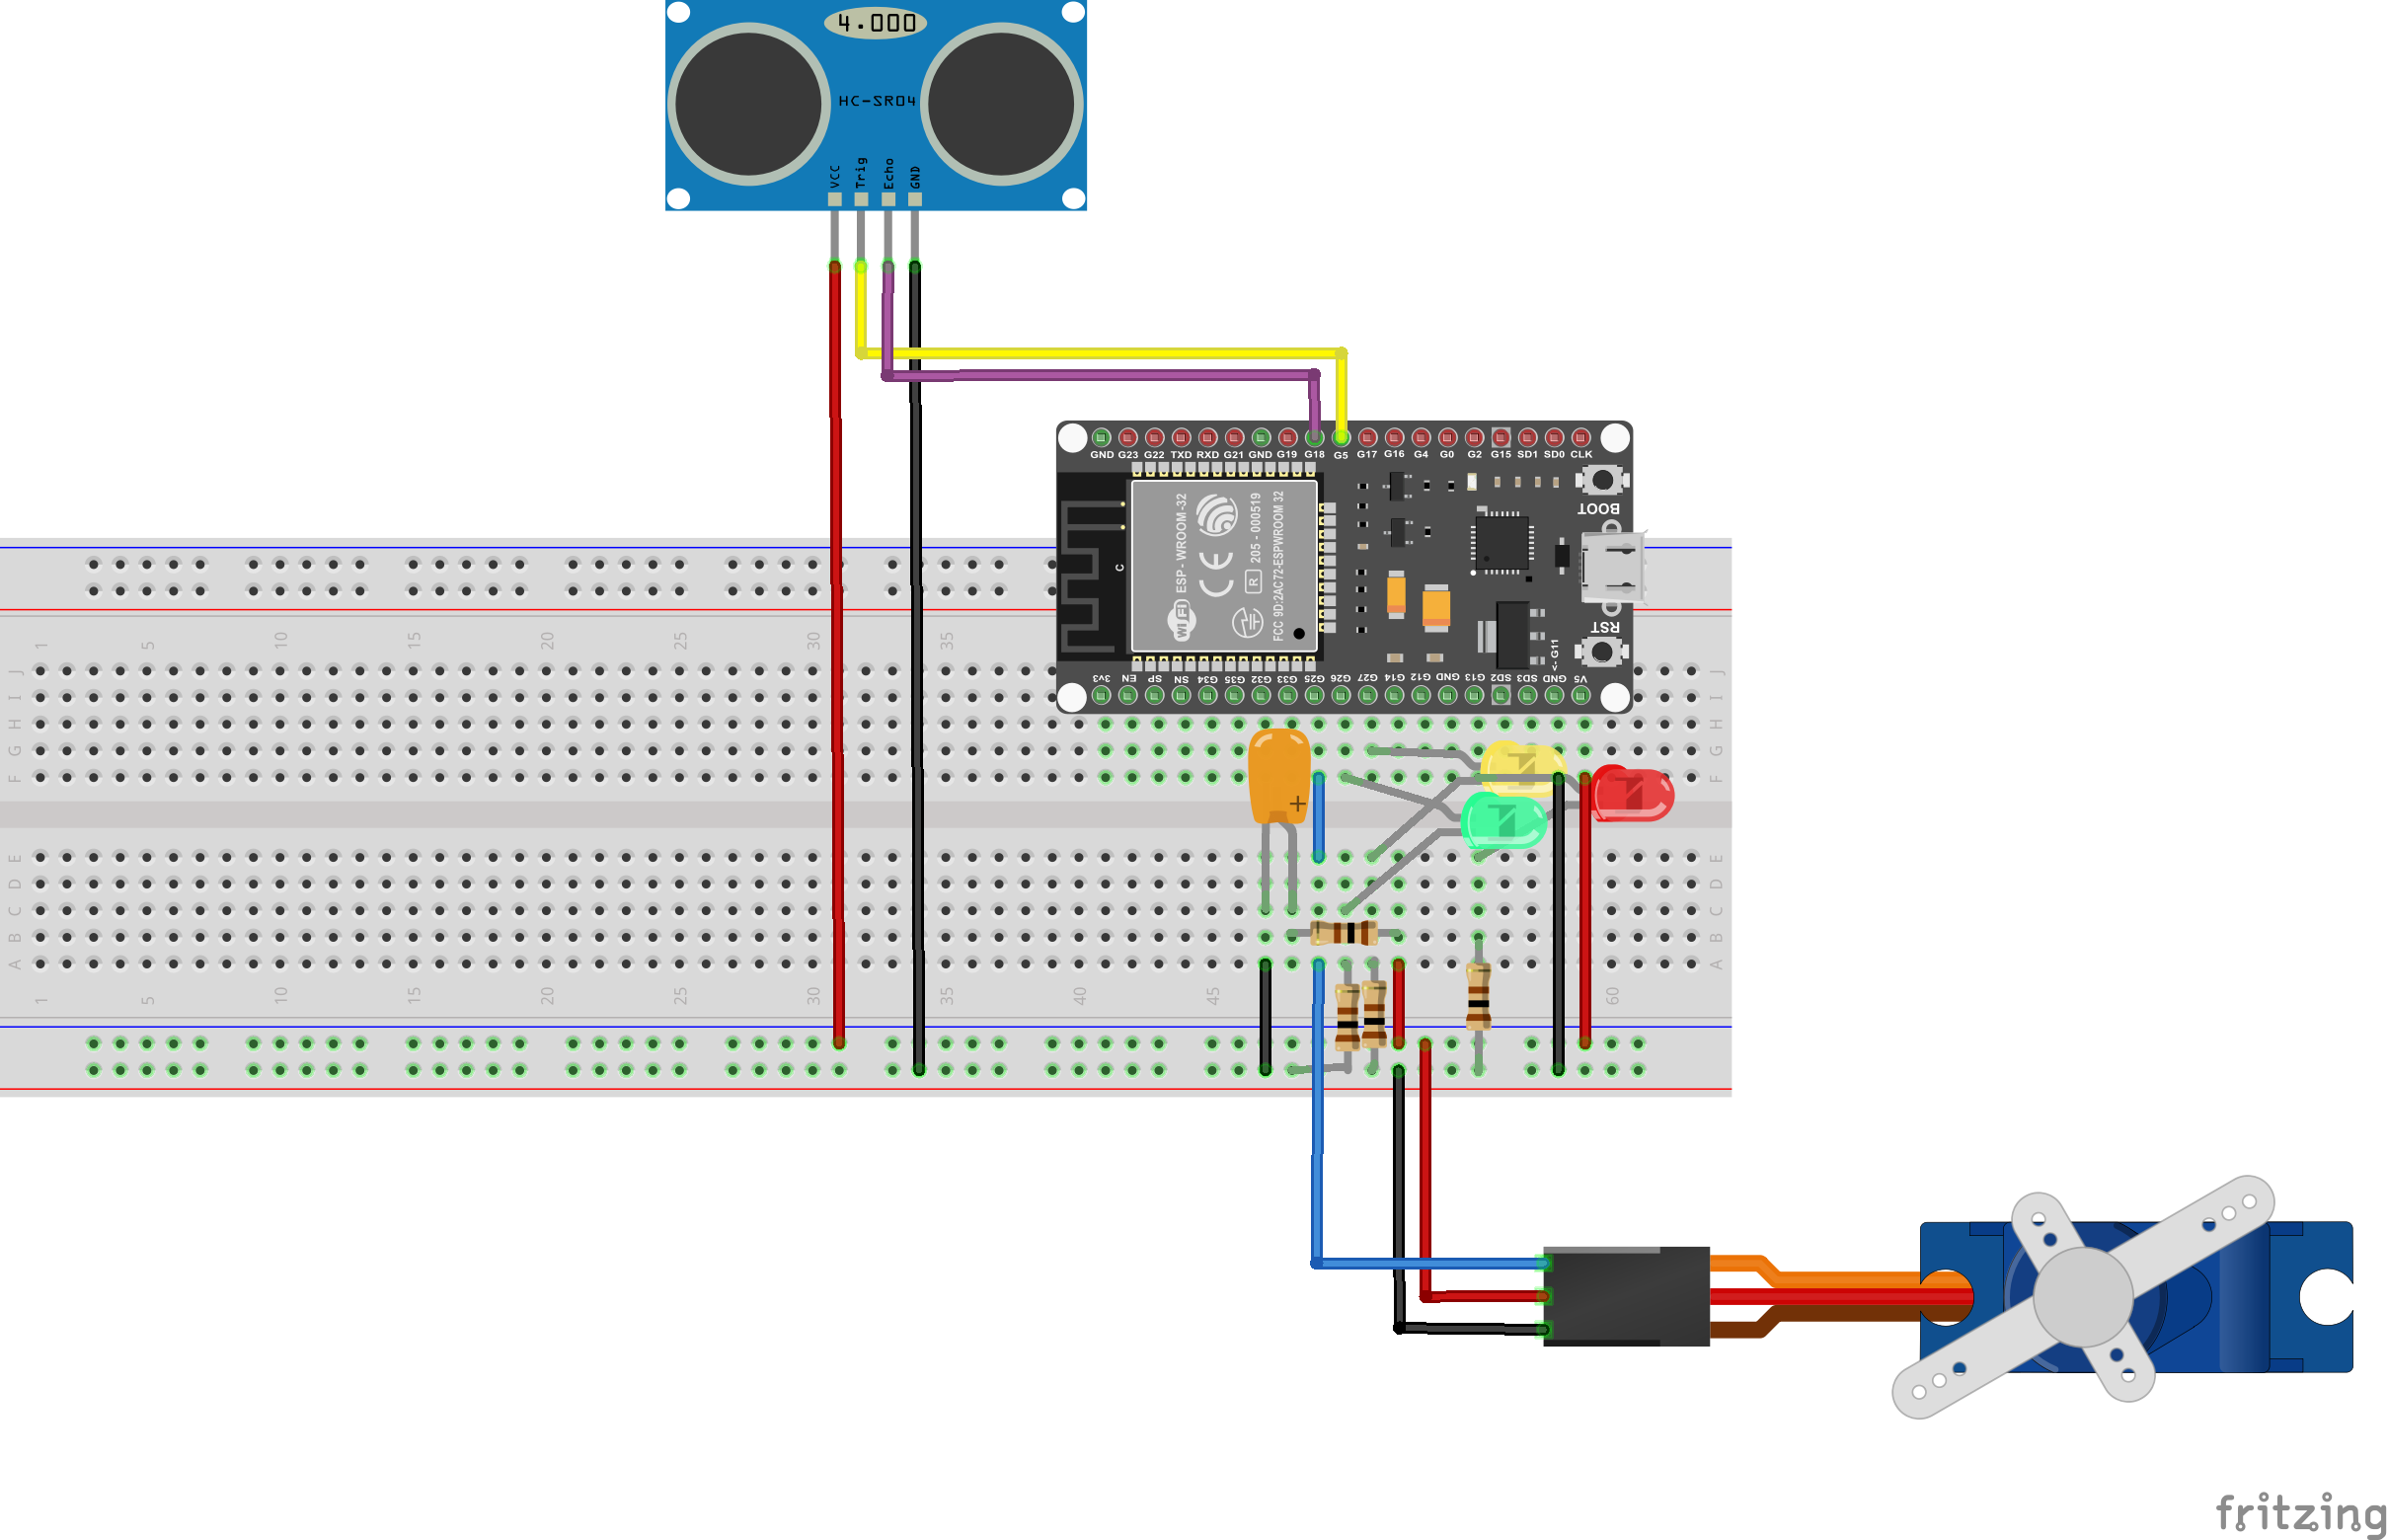 4.000
HC-SR04
VCC Trig Echo GND
GND G23 G22 TXD RXD G21 GND G19 G18 G5 G17 G16 G4 G0 G2 G15 SD1 SD0 CLK
BOOT
WiFi ESP-WROOM-32
CE
R 205-000519
FCC 9D:2AC72-ESPWROOM 32
C
RST
<-G11
3v3 EN SP SN G34 G35 G32 G33 G25 G26 G27 G14 G12 GND G13 SD2 SD3 GND V5
1 5 10 15 20 25 30 35
J J
I I
H H
G G
F F
+
E E
D D
C C
B B
A A
1 5 10 15 20 25 30 35 40 45 60
fritzing